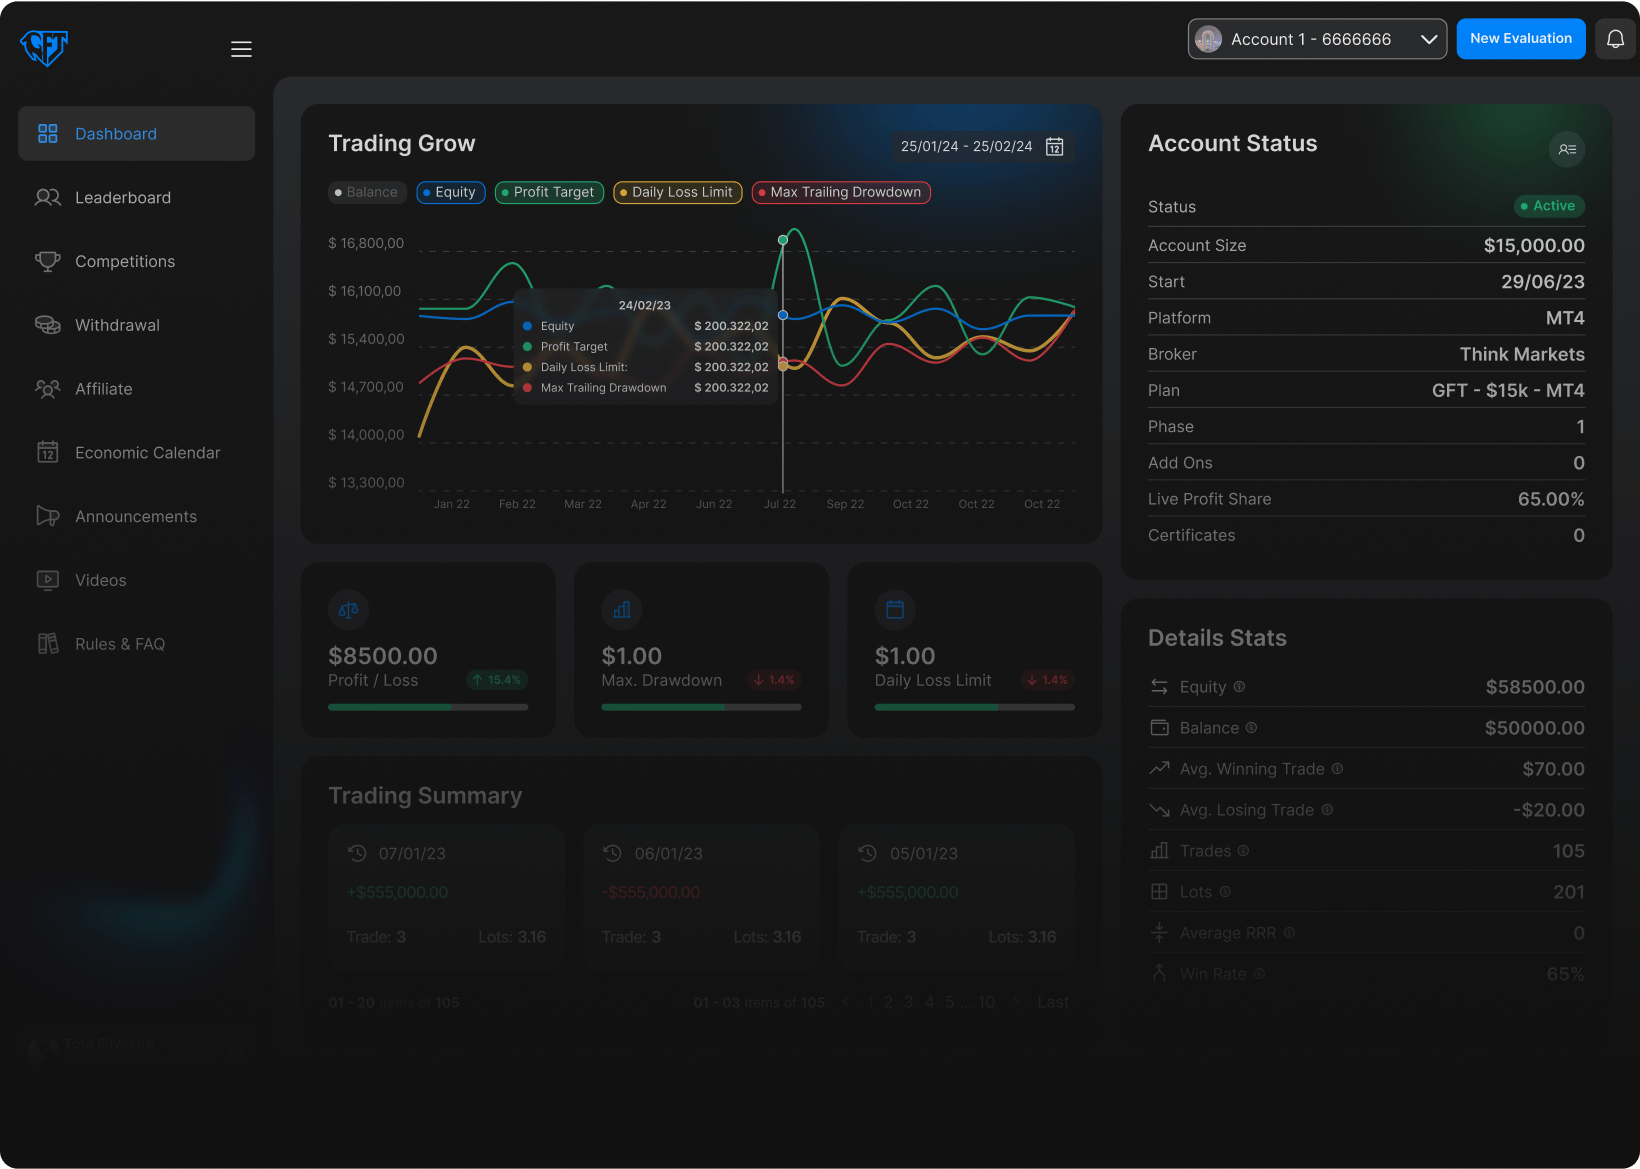 GFT
Account 1 - 6666666
New Evaluation
Dashboard
Leaderboard
Competitions
Withdrawal
Affiliate
12
Economic Calendar
Announcements
Videos
Rules & FAQ
Trading Grow
25/01/24 - 25/02/24
12
Balance
Equity
Profit Target
Daily Loss Limit
Max Trailing Drowdown
$ 16,800,00
$ 16,100,00
$ 15,400,00
$ 14,700,00
$ 14,000,00
$ 13,300,00
24/02/23
Equity $ 200.322,02
Profit Target $ 200.322,02
Daily Loss Limit: $ 200.322,02
Max Trailing Drawdown $ 200.322,02
Jan 22 Feb 22 Mar 22 Apr 22 Jun 22 Jul 22 Sep 22 Oct 22 Oct 22 Oct 22
Account Status
Status Active
Account Size $15,000.00
Start 29/06/23
Platform MT4
Broker Think Markets
Plan GFT - $15k - MT4
Phase 1
Add Ons 0
Live Profit Share 65.00%
Certificates 0
$8500.00
Profit / Loss
15.4%
$1.00
Max. Drawdown
1.4%
$1.00
Daily Loss Limit
1.4%
Details Stats
Equity $58500.00
Balance $50000.00
Avg. Winning Trade $70.00
Avg. Losing Trade -$20.00
Trades 105
Lots 201
Average RRR 0
Win Rate 65%
Trading Summary
07/01/23
+$555,000.00
Trade: 3 Lots: 3.16
06/01/23
-$555,000.00
Trade: 3 Lots: 3.16
05/01/23
+$555,000.00
Trade: 3 Lots: 3.16
01 - 20 items of 105
01 - 03 items of 105 < 1 2 3 4 5 ... 10 > Last
Toto Silvestre